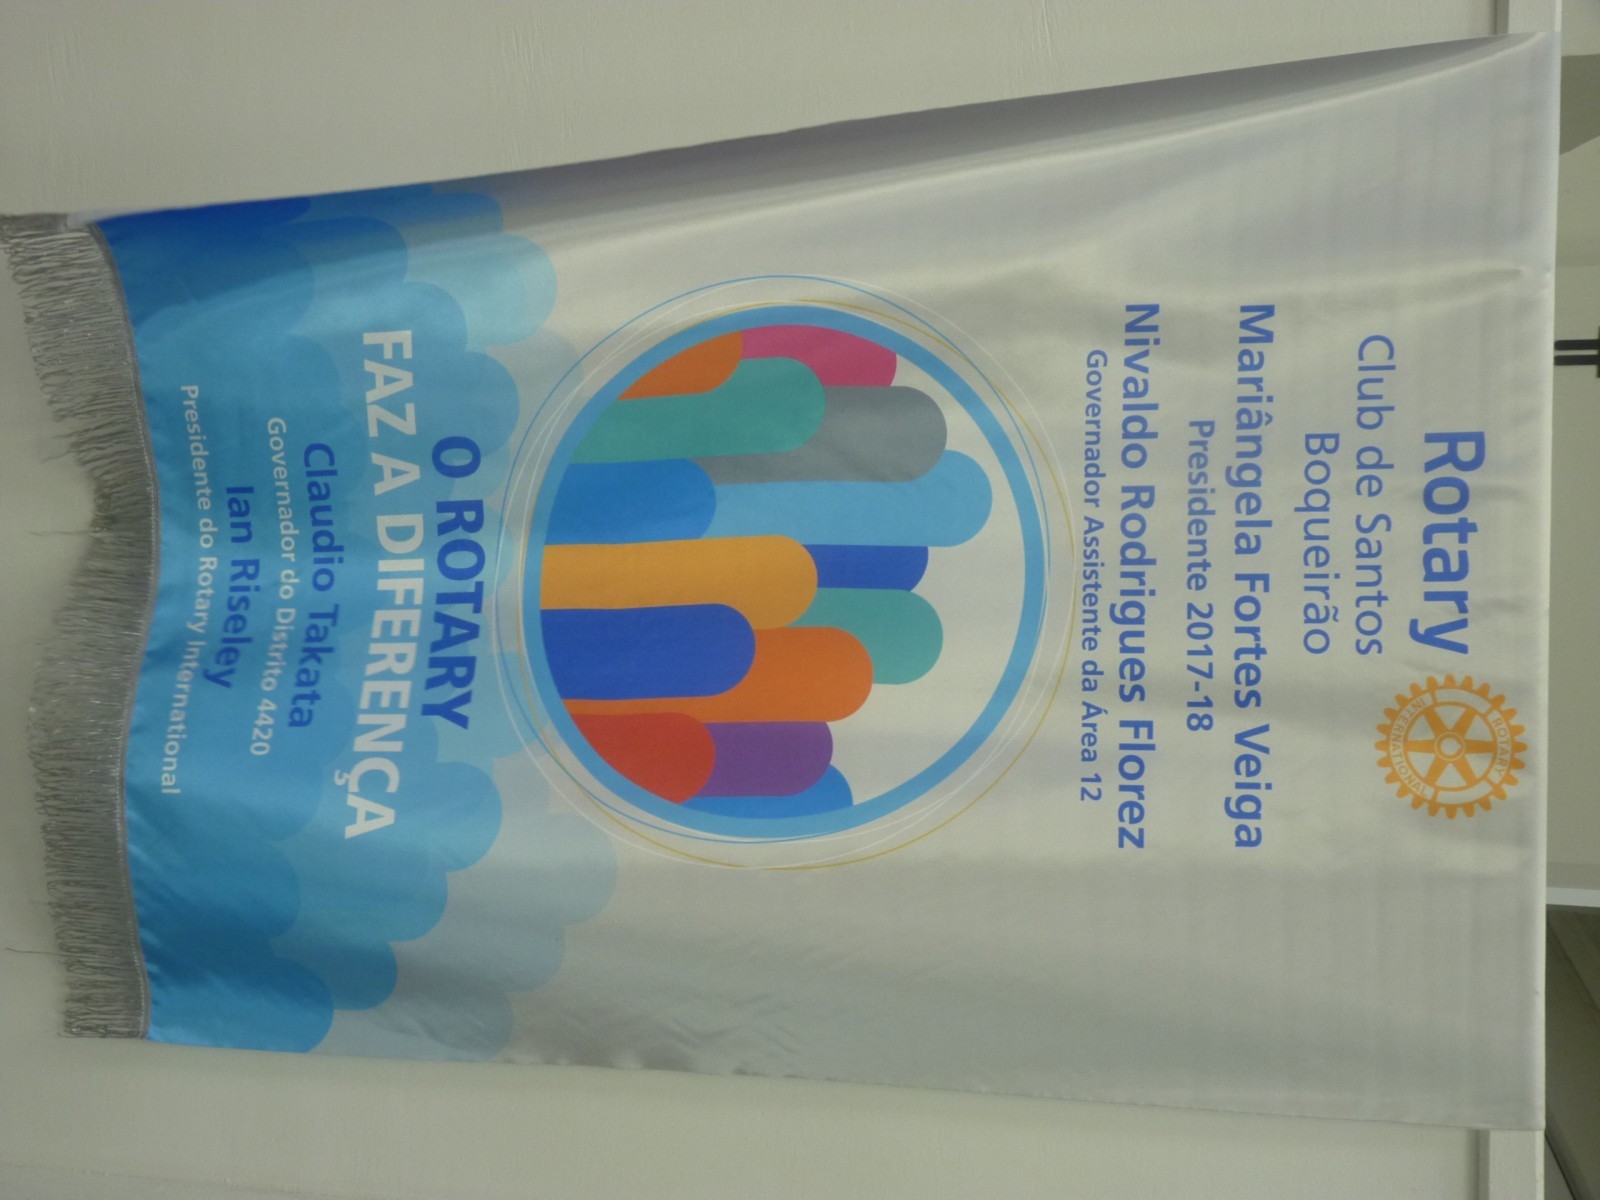 Rotary
ROTARY
INTERNATIONAL
Club de Santos
Boqueirão
Mariângela Fortes Veiga
Presidente 2017-18
Nivaldo Rodrigues Florez
Governador Assistente da Área 12
O ROTARY
FAZ A DIFERENÇA
Claudio Takata
Governador do Distrito 4420
Ian Riseley
Presidente do Rotary International